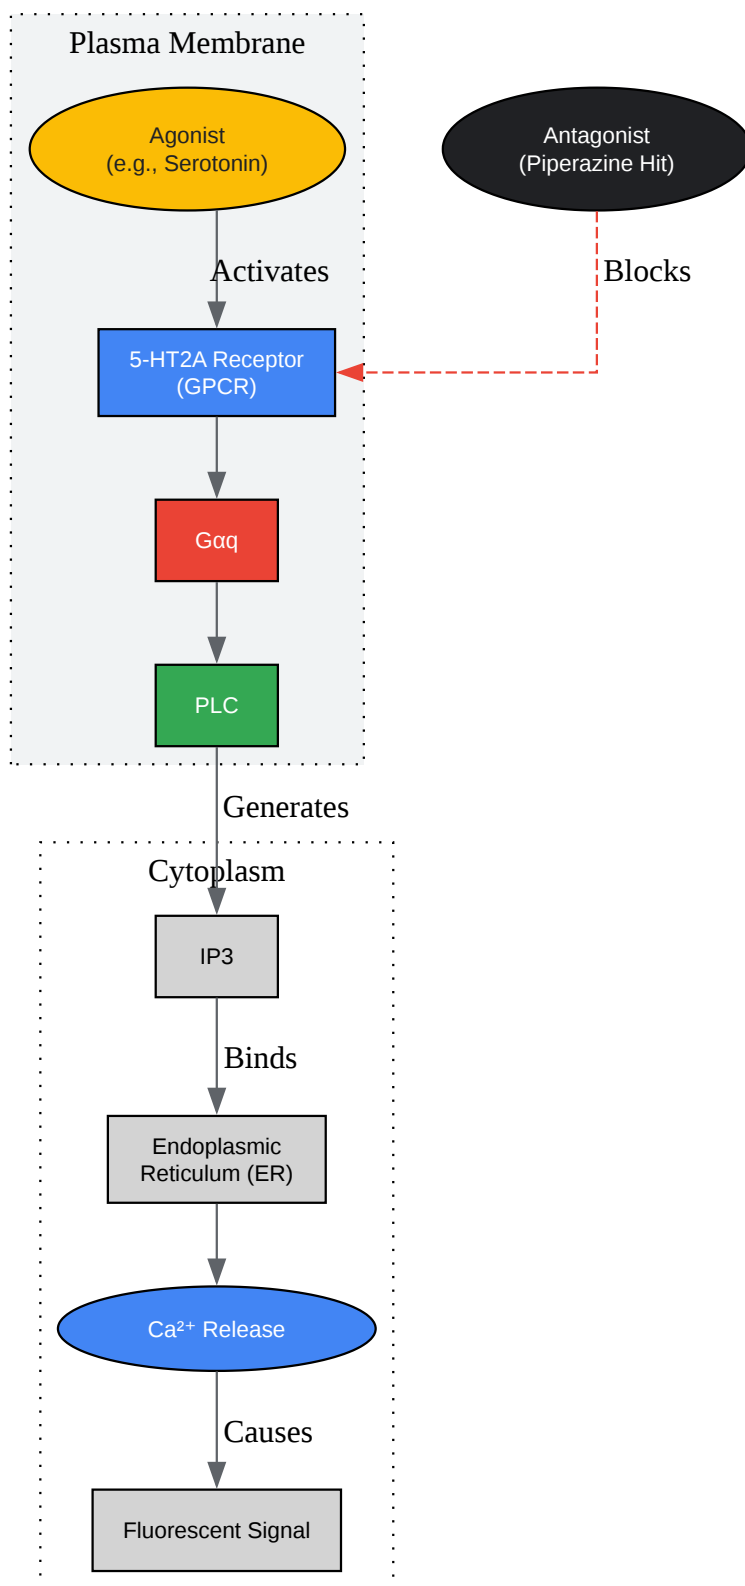 Plasma Membrane
Agonist
(e.g., Serotonin)
Antagonist
(Piperazine Hit)
Activates
Blocks
5-HT2A Receptor
(GPCR)
Gαq
PLC
Generates
Cytoplasm
IP3
Binds
Endoplasmic
Reticulum (ER)
Ca²⁺ Release
Causes
Fluorescent Signal